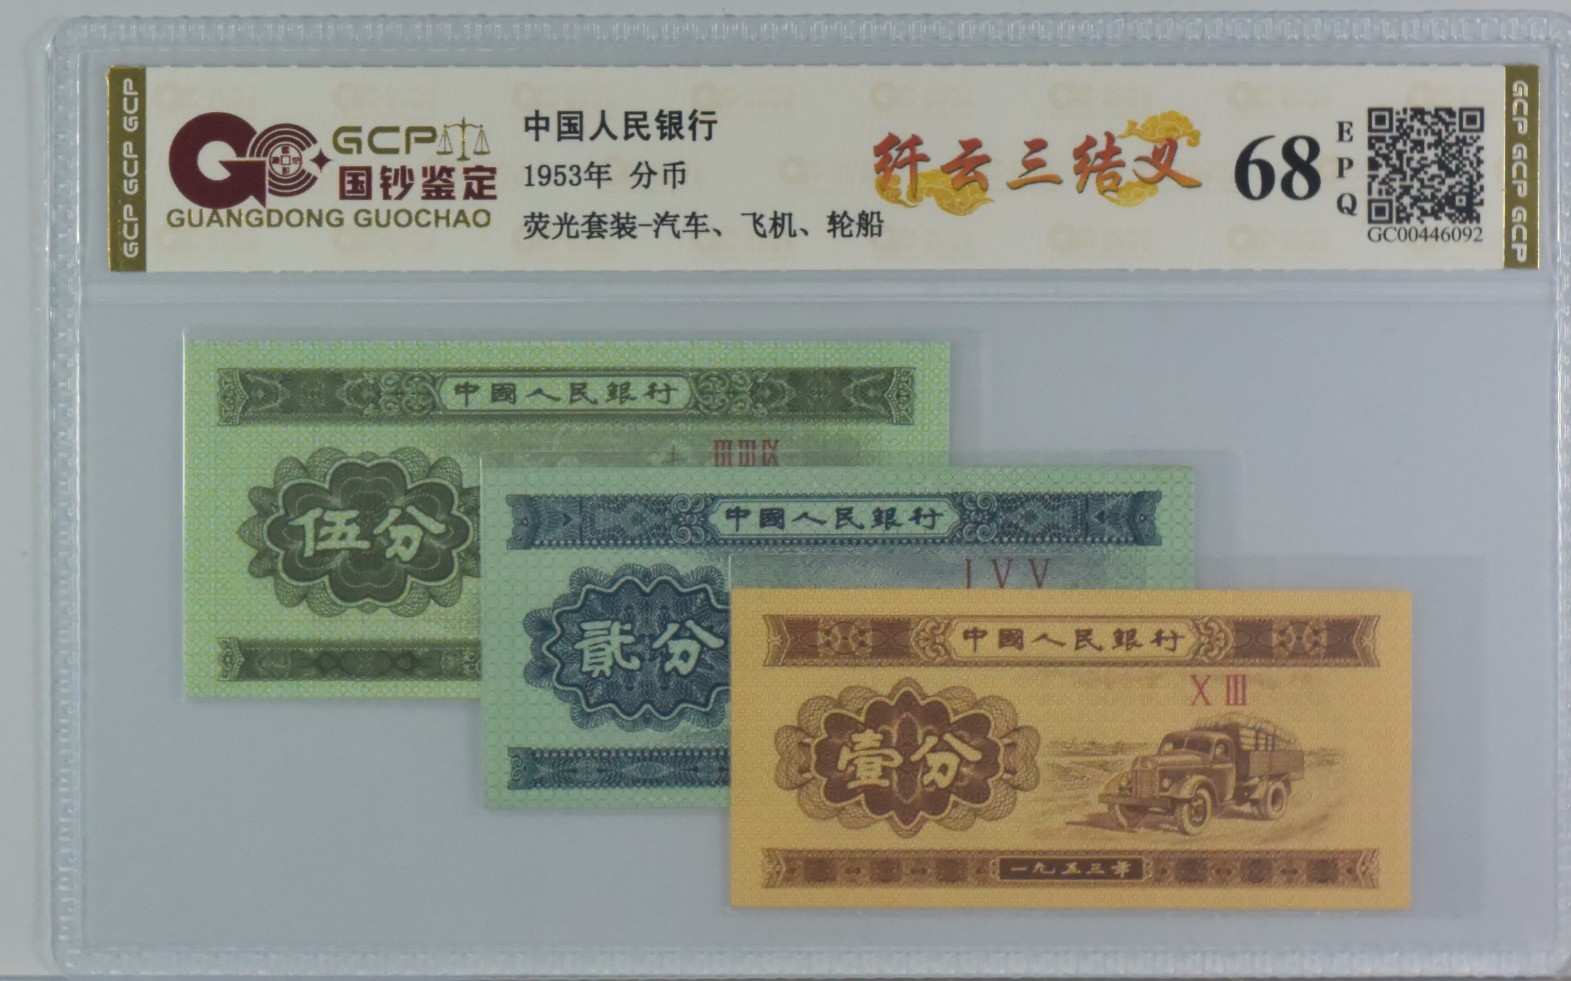 GCP GCP GCP
GCP
国钞鉴定
GUANGDONG GUOCHAO
中国人民银行
1953年 分币
荧光套装-汽车、飞机、轮船
纤云三结义
68
EPQ
GC00446092
GCP GCP GCP
中國人民銀行
ⅢⅢⅨ
伍分
中國人民銀行
Ⅰ Ⅴ Ⅴ
貳分
中國人民銀行
Ⅹ Ⅲ
壹分
一九五三年